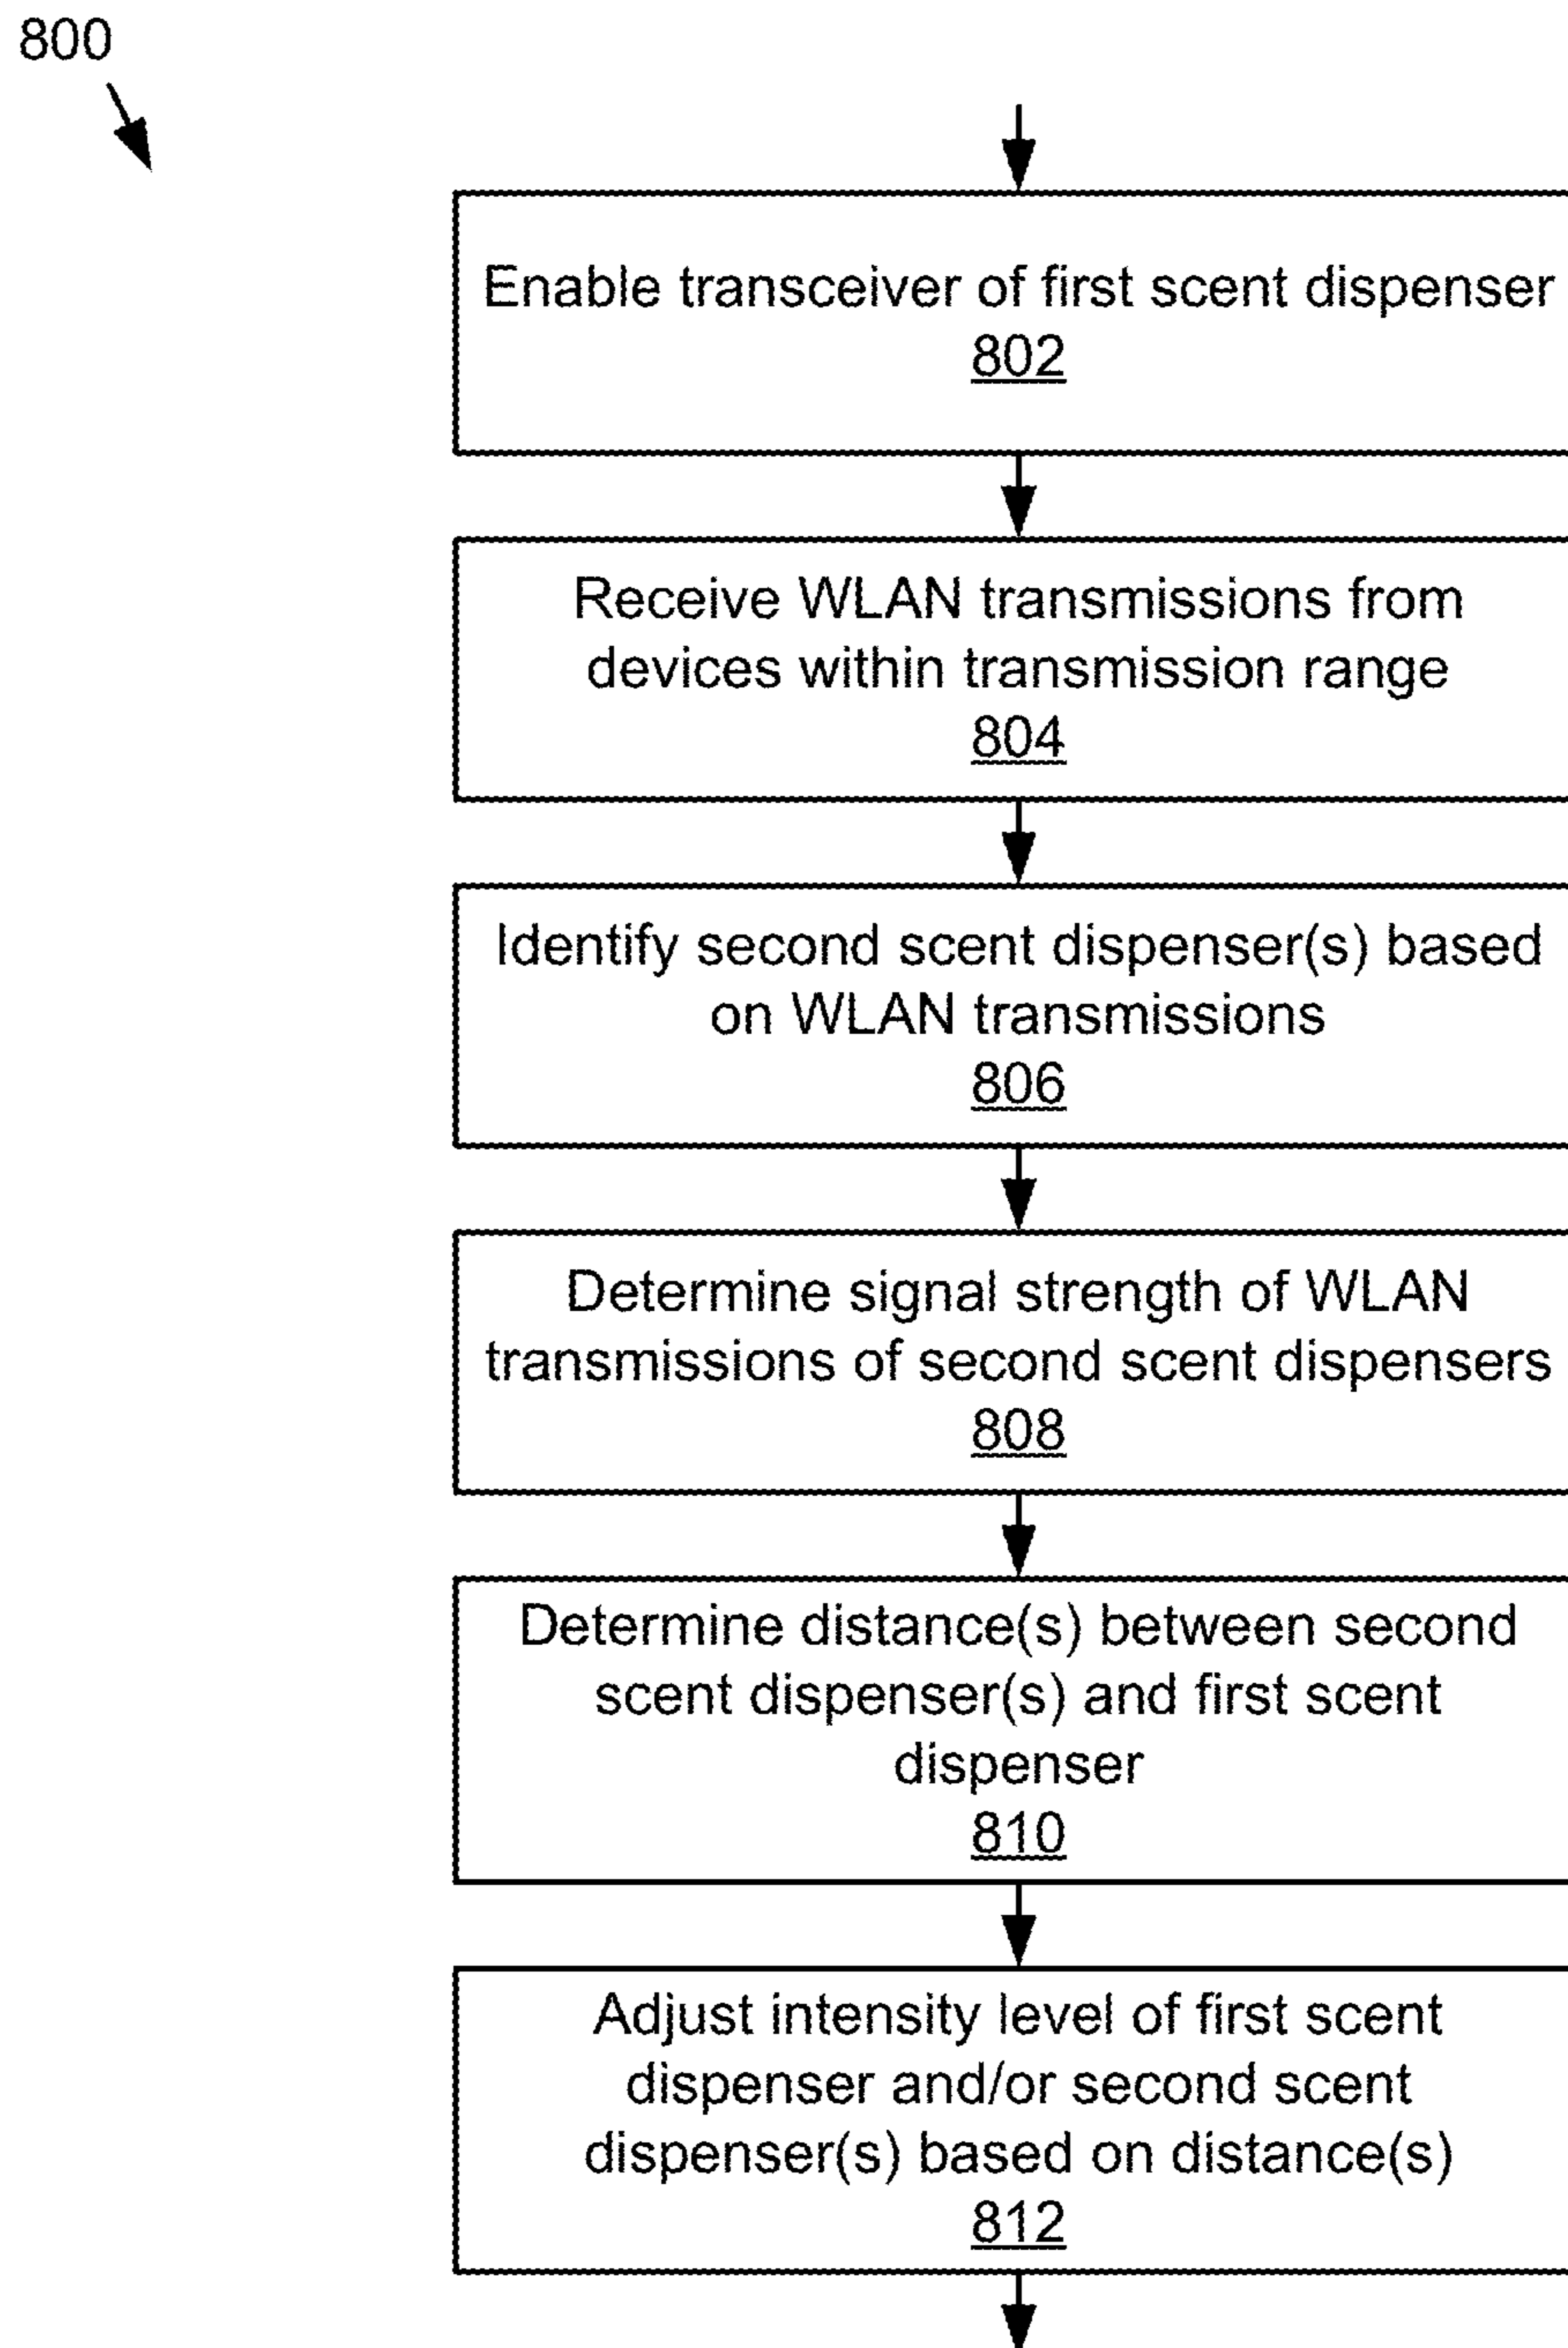 800
Enable transceiver of first scent dispenser
802
Receive WLAN transmissions from
devices within transmission range
804
Identify second scent dispenser(s) based
on WLAN transmissions
806
Determine signal strength of WLAN
transmissions of second scent dispensers
808
Determine distance(s) between second
scent dispenser(s) and first scent
dispenser
810
Adjust intensity level of first scent
dispenser and/or second scent
dispenser(s) based on distance(s)
812